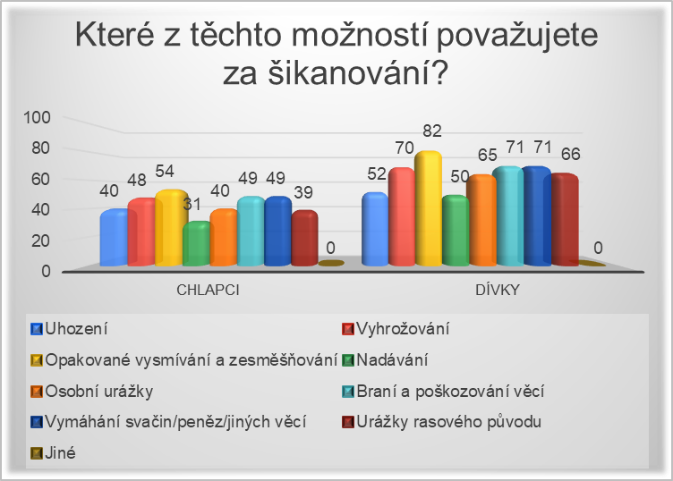 Které z těchto možností považujete
za šikanování?
100
80
60
40
20
0
40 48 54 31 40 49 49 39 0
52 70 82 50 65 71 71 66 0
CHLAPCI DÍVKY
Uhození Vyhrožování
Opakované vysmívání a zesměšňování Nadávání
Osobní urážky Braní a poškozování věcí
Vymáhání svačin/peněz/jiných věcí Urážky rasového původu
Jiné